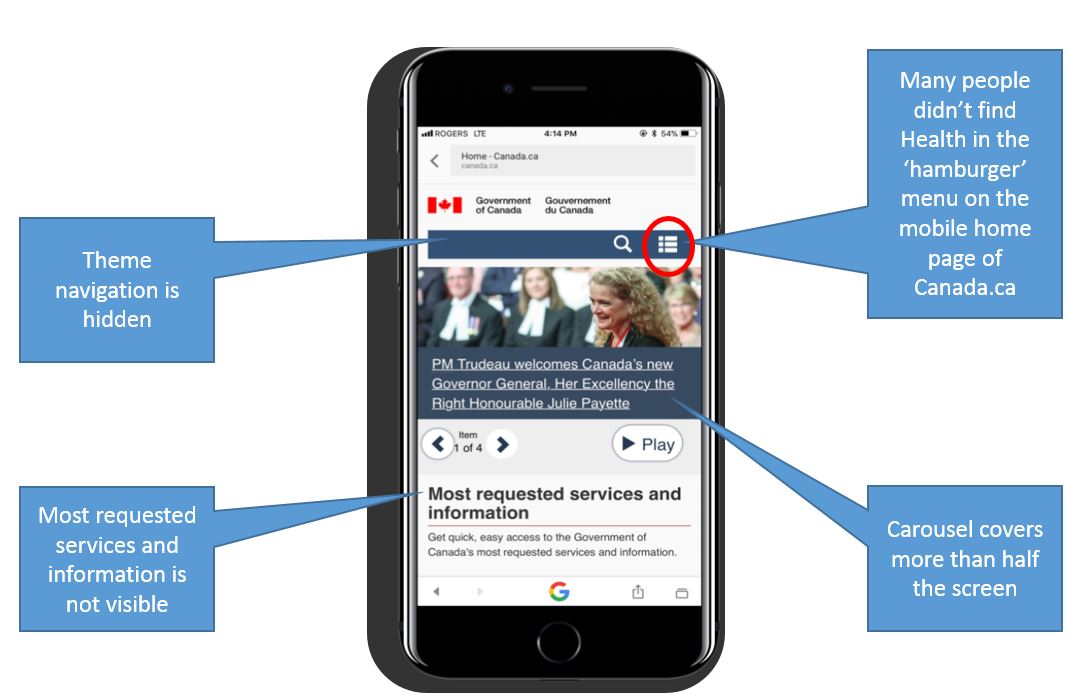 Many people
didn’t find
Health in the
‘hamburger’
menu on the
mobile home
page of
Canada.ca
ROGERS LTE
4:14 PM
54%
Home - Canada.ca
canada.ca
Government
of Canada
Gouvernement
du Canada
Theme
navigation is
hidden
PM Trudeau welcomes Canada's new
Governor General, Her Excellency the
Right Honourable Julie Payette
Item
1 of 4
Play
Most requested services and
information
Get quick, easy access to the Government of
Canada's most requested services and information.
G
Most requested
services and
information is
not visible
Carousel covers
more than half
the screen